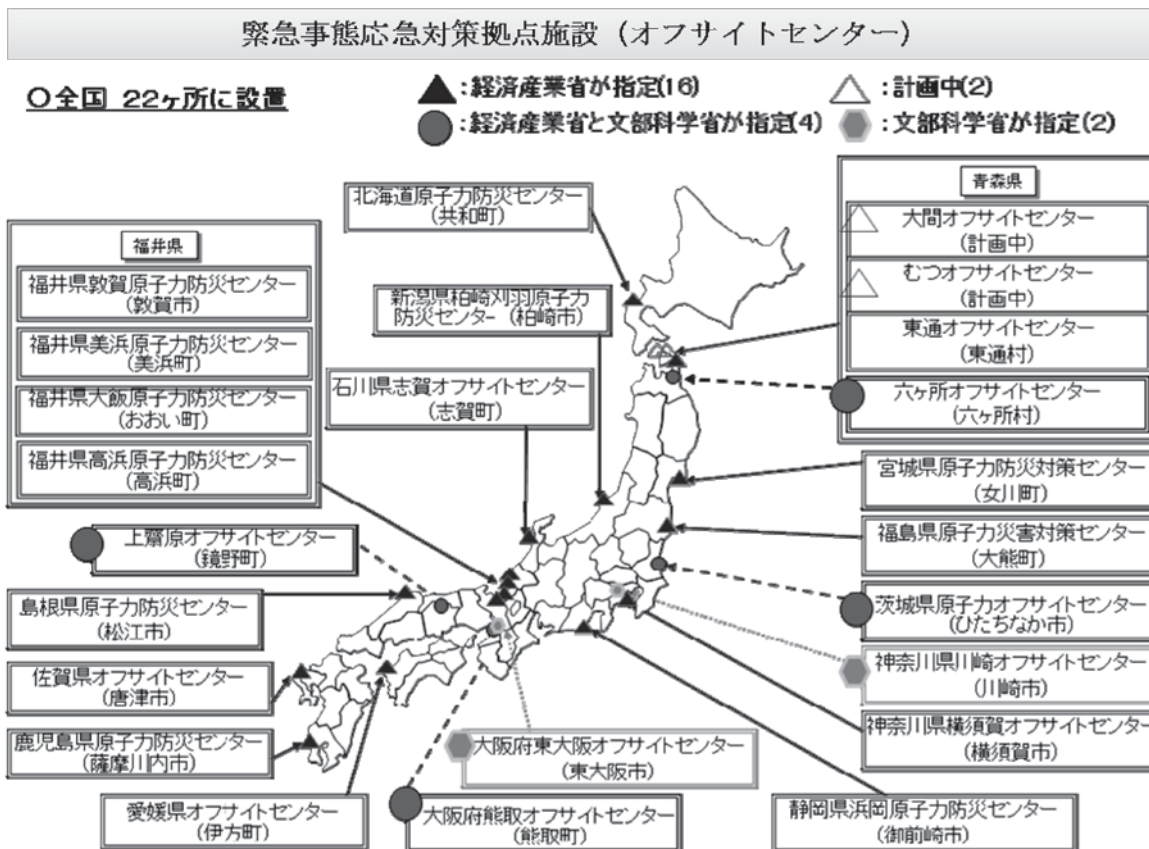 緊急事態応急対策拠点施設（オフサイトセンター）
○全国 22ヶ所に設置
▲:経済産業省が指定(16)
△:計画中(2)
●:経済産業省と文部科学省が指定(4)
:文部科学省が指定(2)
北海道原子力防災センター
(共和町)
青森県
大間オフサイトセンター
(計画中)
むつオフサイトセンター
(計画中)
東通オフサイトセンター
(東通村)
六ヶ所オフサイトセンター
(六ヶ所村)
福井県
福井県敦賀原子力防災センター
(敦賀市)
福井県美浜原子力防災センター
(美浜町)
福井県大飯原子力防災センター
(おおい町)
福井県高浜原子力防災センター
(高浜町)
新潟県柏崎刈羽原子力
防災センター (柏崎市)
石川県志賀オフサイトセンター
(志賀町)
宮城県原子力防災対策センター
(女川町)
福島県原子力災害対策センター
(大熊町)
上齋原オフサイトセンター
(鏡野町)
島根県原子力防災センター
(松江市)
茨城県原子力オフサイトセンター
(ひたちなか市)
神奈川県川崎オフサイトセンター
(川崎市)
佐賀県オフサイトセンター
(唐津市)
神奈川県横須賀オフサイトセンター
(横須賀市)
鹿児島県原子力防災センター
(薩摩川内市)
大阪府東大阪オフサイトセンター
(東大阪市)
愛媛県オフサイトセンター
(伊方町)
大阪府熊取オフサイトセンター
(熊取町)
静岡県浜岡原子力防災センター
(御前崎市)